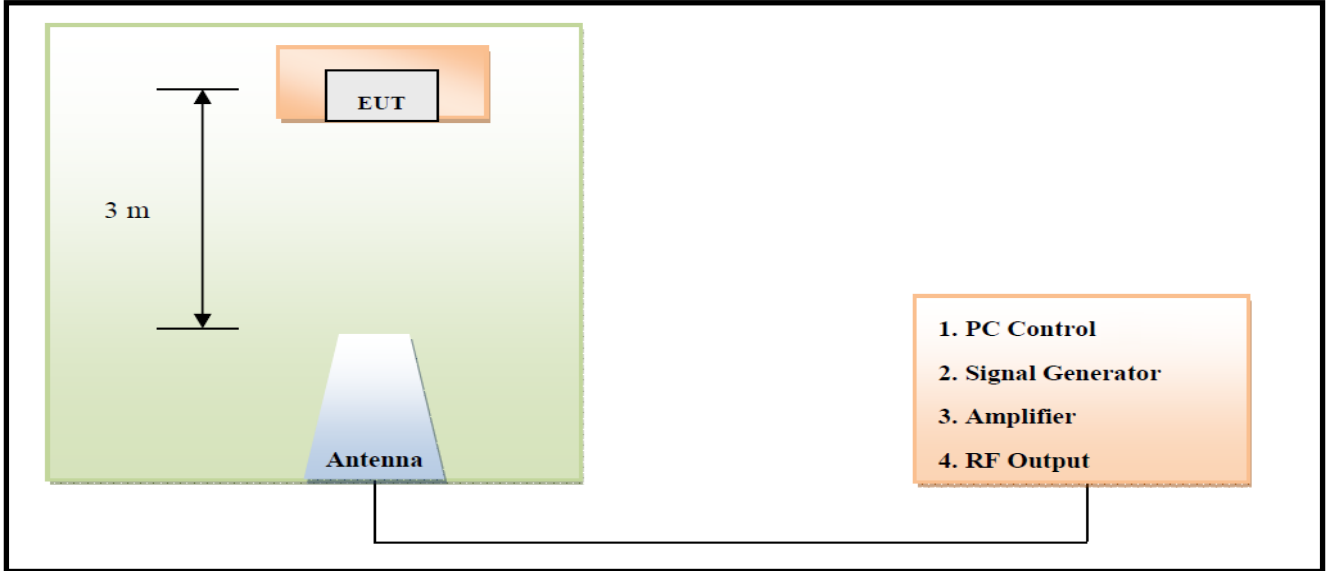 EUT
3 m
Antenna
1. PC Control
2. Signal Generator
3. Amplifier
4. RF Output